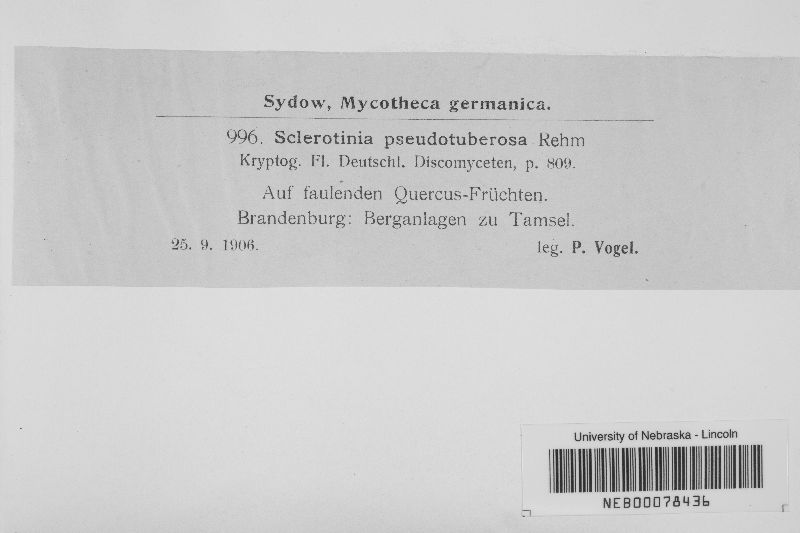 Sydow, Mycotheca germanica.
996. Sclerotinia pseudotuberosa Rehm
Kryptog. Fl. Deutschl. Discomyceten, p. 809.
Auf faulenden Quercus-Früchten.
Brandenburg: Berganlagen zu Tamsel.
25. 9. 1906. leg. P. Vogel.
University of Nebraska - Lincoln
NEB00078436